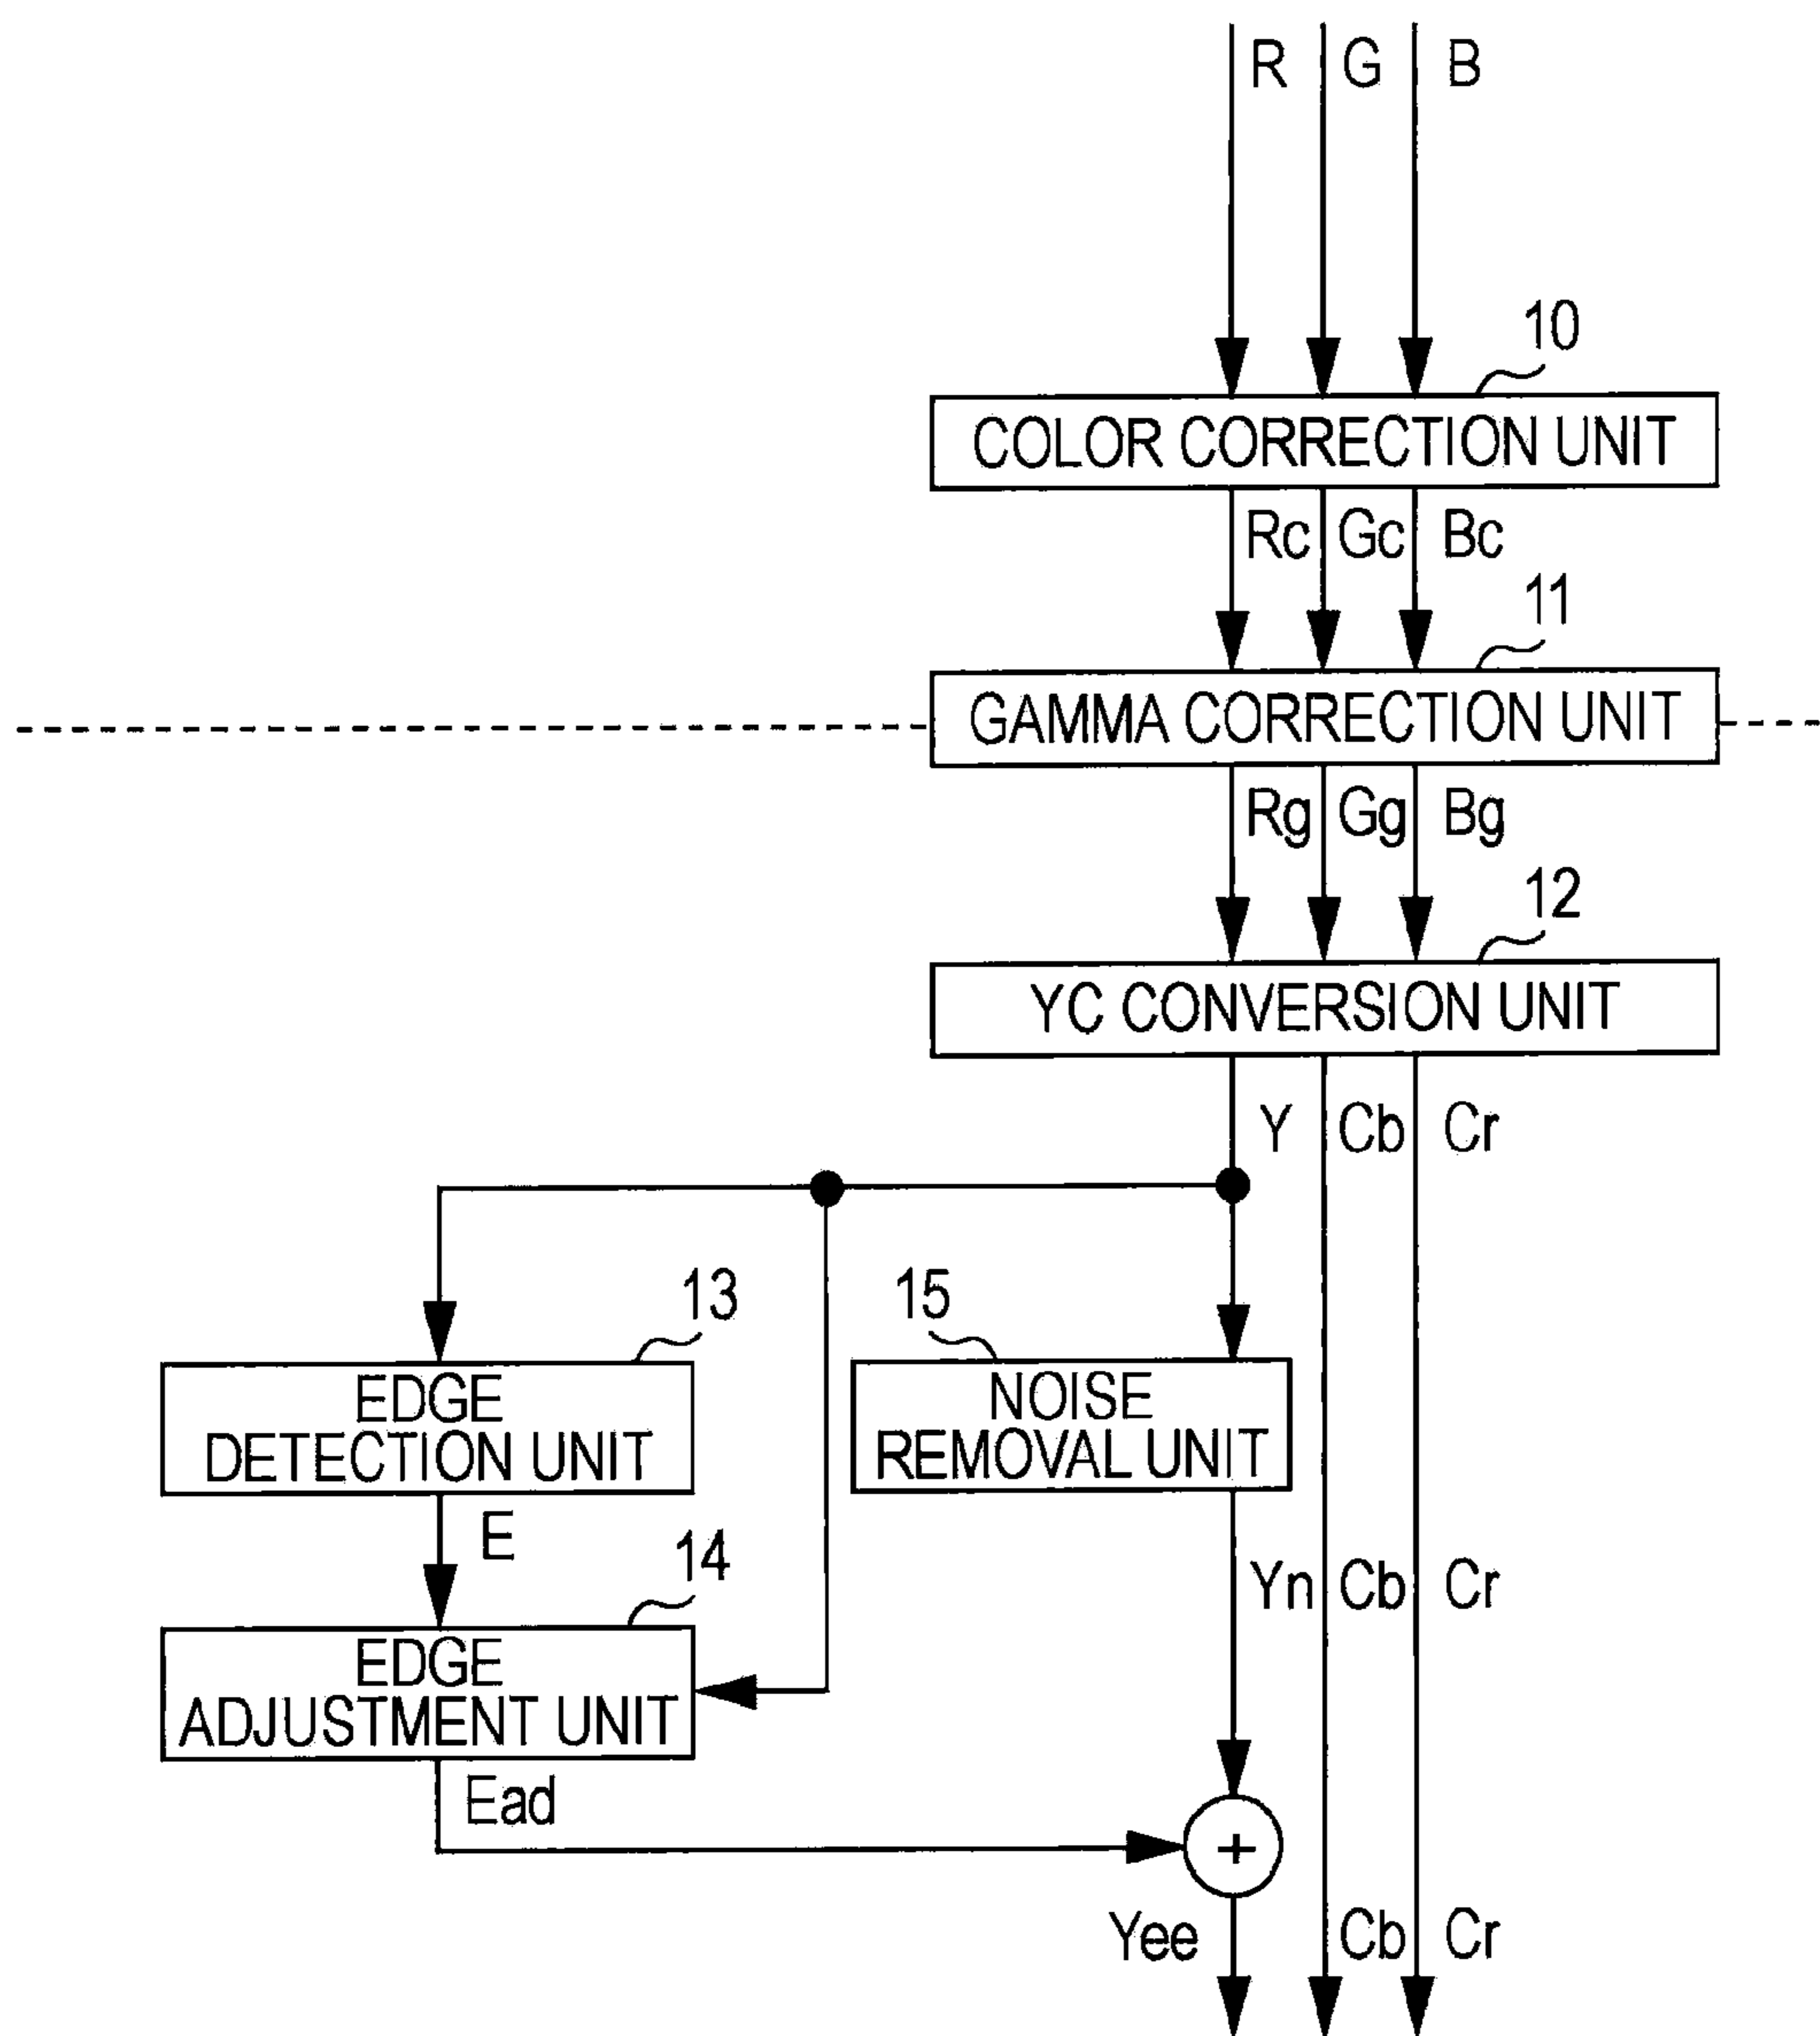 R G B
10
COLOR CORRECTION UNIT
Rc Gc Bc
11
GAMMA CORRECTION UNIT
Rg Gg Bg
12
YC CONVERSION UNIT
Y Cb Cr
13
15
EDGE
DETECTION UNIT
NOISE
REMOVAL UNIT
E
14
Yn Cb Cr
EDGE
ADJUSTMENT UNIT
Ead
+
Yee Cb Cr